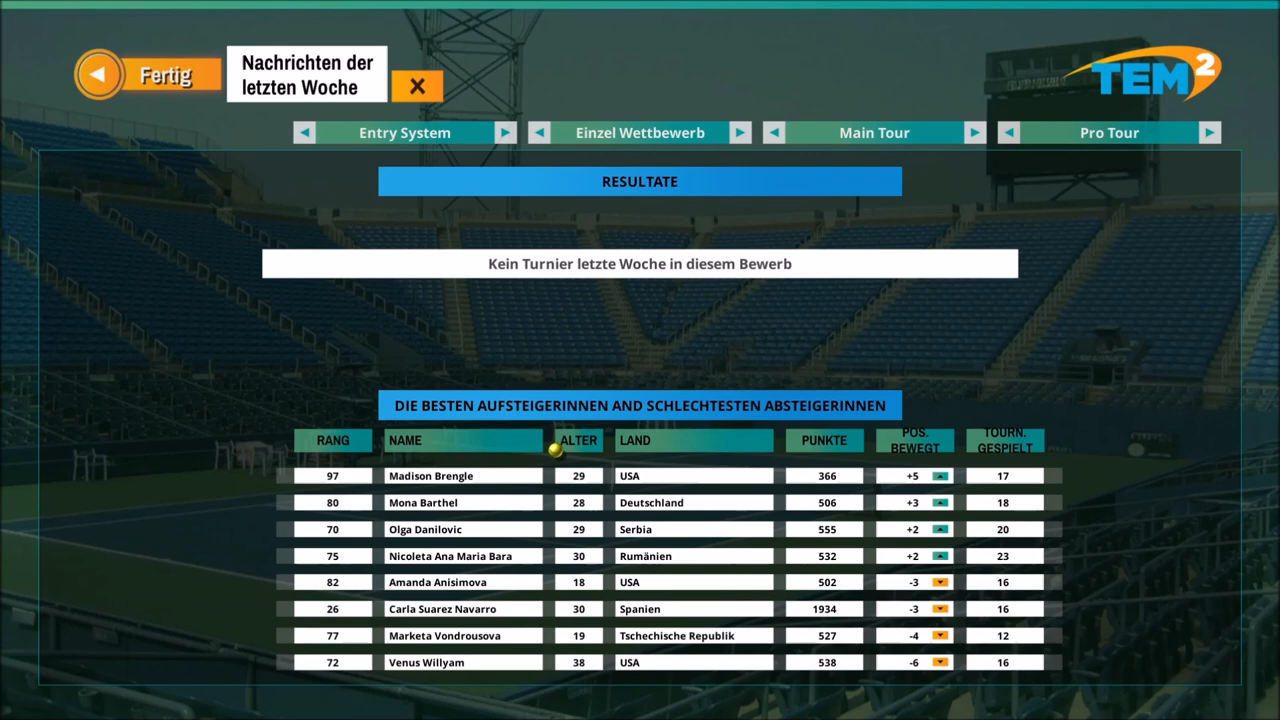 Fertig
Nachrichten der
letzten Woche
TEM2
Entry System
Einzel Wettbewerb
Main Tour
Pro Tour
RESULTATE
Kein Turnier letzte Woche in diesem Bewerb
DIE BESTEN AUFSTEIGERINNEN AND SCHLECHTESTEN ABSTEIGERINNEN
RANG NAME ALTER LAND PUNKTE POS. BEWEGT TOURN. GESPIELT
97 Madison Brengle 29 USA 366 +5 17
80 Mona Barthel 28 Deutschland 506 +3 18
70 Olga Danilovic 29 Serbia 555 +2 20
75 Nicoleta Ana Maria Bara 30 Rumänien 532 +2 23
82 Amanda Anisimova 18 USA 502 -3 16
26 Carla Suarez Navarro 30 Spanien 1934 -3 16
77 Marketa Vondrousova 19 Tschechische Republik 527 -4 12
72 Venus Willyam 38 USA 538 -6 16